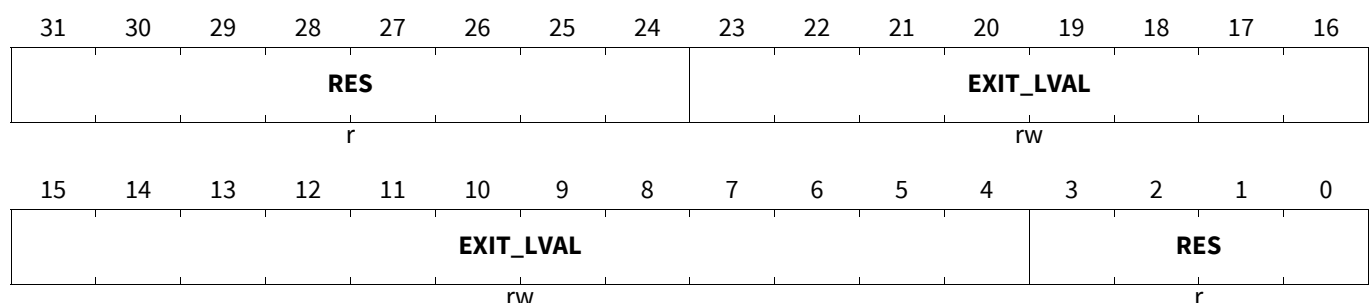 31 30 29 28 27 26 25 24 23 22 21 20 19 18 17 16
RES EXIT_LVAL
r rw
15 14 13 12 11 10 9 8 7 6 5 4 3 2 1 0
EXIT_LVAL RES
rw r